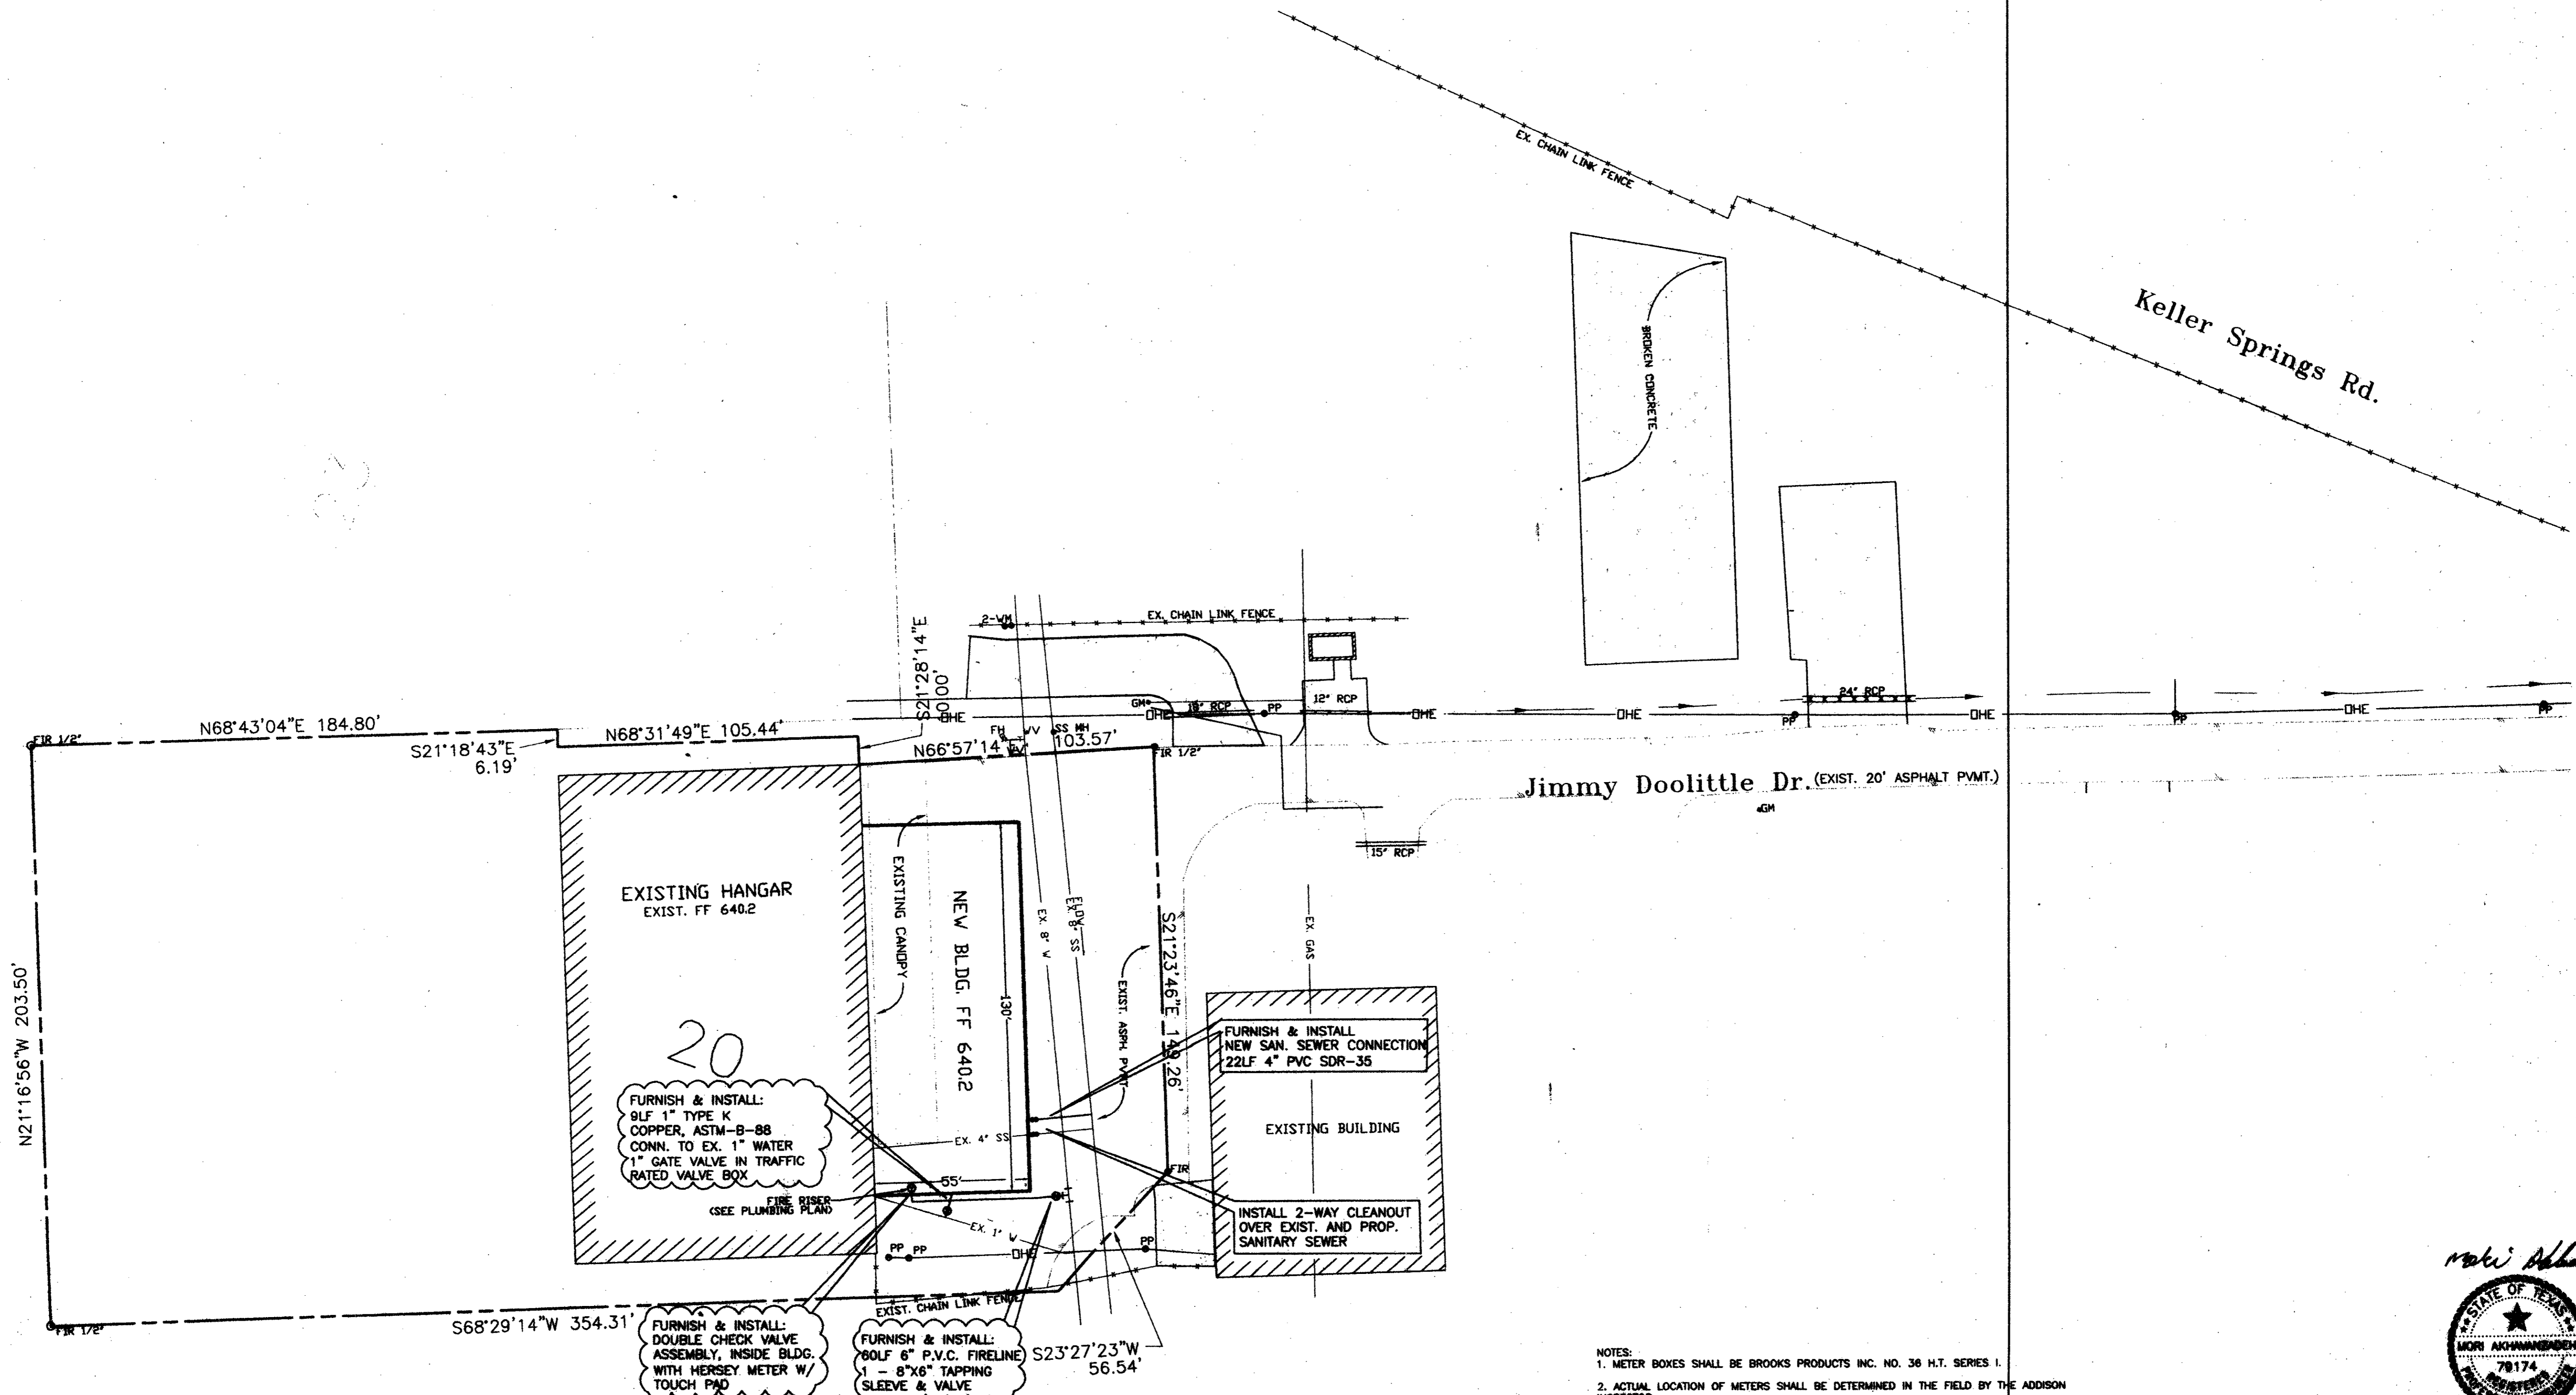 EX. CHAIN LINK FENCE
Keller Springs Rd.
BROKEN CONCRETE
2-WM
EX. CHAIN LINK FENCE
S21°28'14"E
GM
12" RCP
PP
24" RCP
OHE
OHE
OHE
OHE
OHE
OHE
PP
PP
PP
FIR 1/2"
N68°43'04"E 184.80'
S21°18'43"E
6.19'
N68°31'49"E 105.44'
FH
WV
SS MH
N66°57'14"
103.57'
FIR 1/2"
Jimmy Doolittle Dr. (EXIST. 20' ASPHALT PVMT.)
GM
15" RCP
EXISTING HANGAR
EXIST. FF 640.2
EXISTING CANOPY
NEW BLDG. FF 640.2
130'
EX. 8" W
EX. 8" SS
FLOW
EXIST. ASPH. PVMT
S21°23'46"E 149.26'
EX. GAS
N21°16'56"W 203.50'
20
FURNISH & INSTALL
NEW SAN. SEWER CONNECTION
22LF 4" PVC SDR-35
FURNISH & INSTALL:
9LF 1" TYPE K
COPPER, ASTM-B-88
CONN. TO EX. 1" WATER
1" GATE VALVE IN TRAFFIC
RATED VALVE BOX
EX. 4" SS
EXISTING BUILDING
55'
FIR
FIRE RISER
(SEE PLUMBING PLAN)
EX. 1" W
INSTALL 2-WAY CLEANOUT
OVER EXIST. AND PROP.
SANITARY SEWER
PP
PP
OHE
PP
EXIST. CHAIN LINK FENCE
FIR 1/2"
S68°29'14"W 354.31'
FURNISH & INSTALL:
DOUBLE CHECK VALVE
ASSEMBLY, INSIDE BLDG.
WITH HERSEY METER W/
TOUCH PAD
FURNISH & INSTALL:
60LF 6" P.V.C. FIRELINE
1 - 8"X6" TAPPING
SLEEVE & VALVE
S23°27'23"W
56.54'
NOTES:
1. METER BOXES SHALL BE BROOKS PRODUCTS INC. NO. 36 H.T. SERIES I.
2. ACTUAL LOCATION OF METERS SHALL BE DETERMINED IN THE FIELD BY THE ADDISON
STATE OF TEXAS
MORI AKHAVANZADEH
79174
REGISTERED